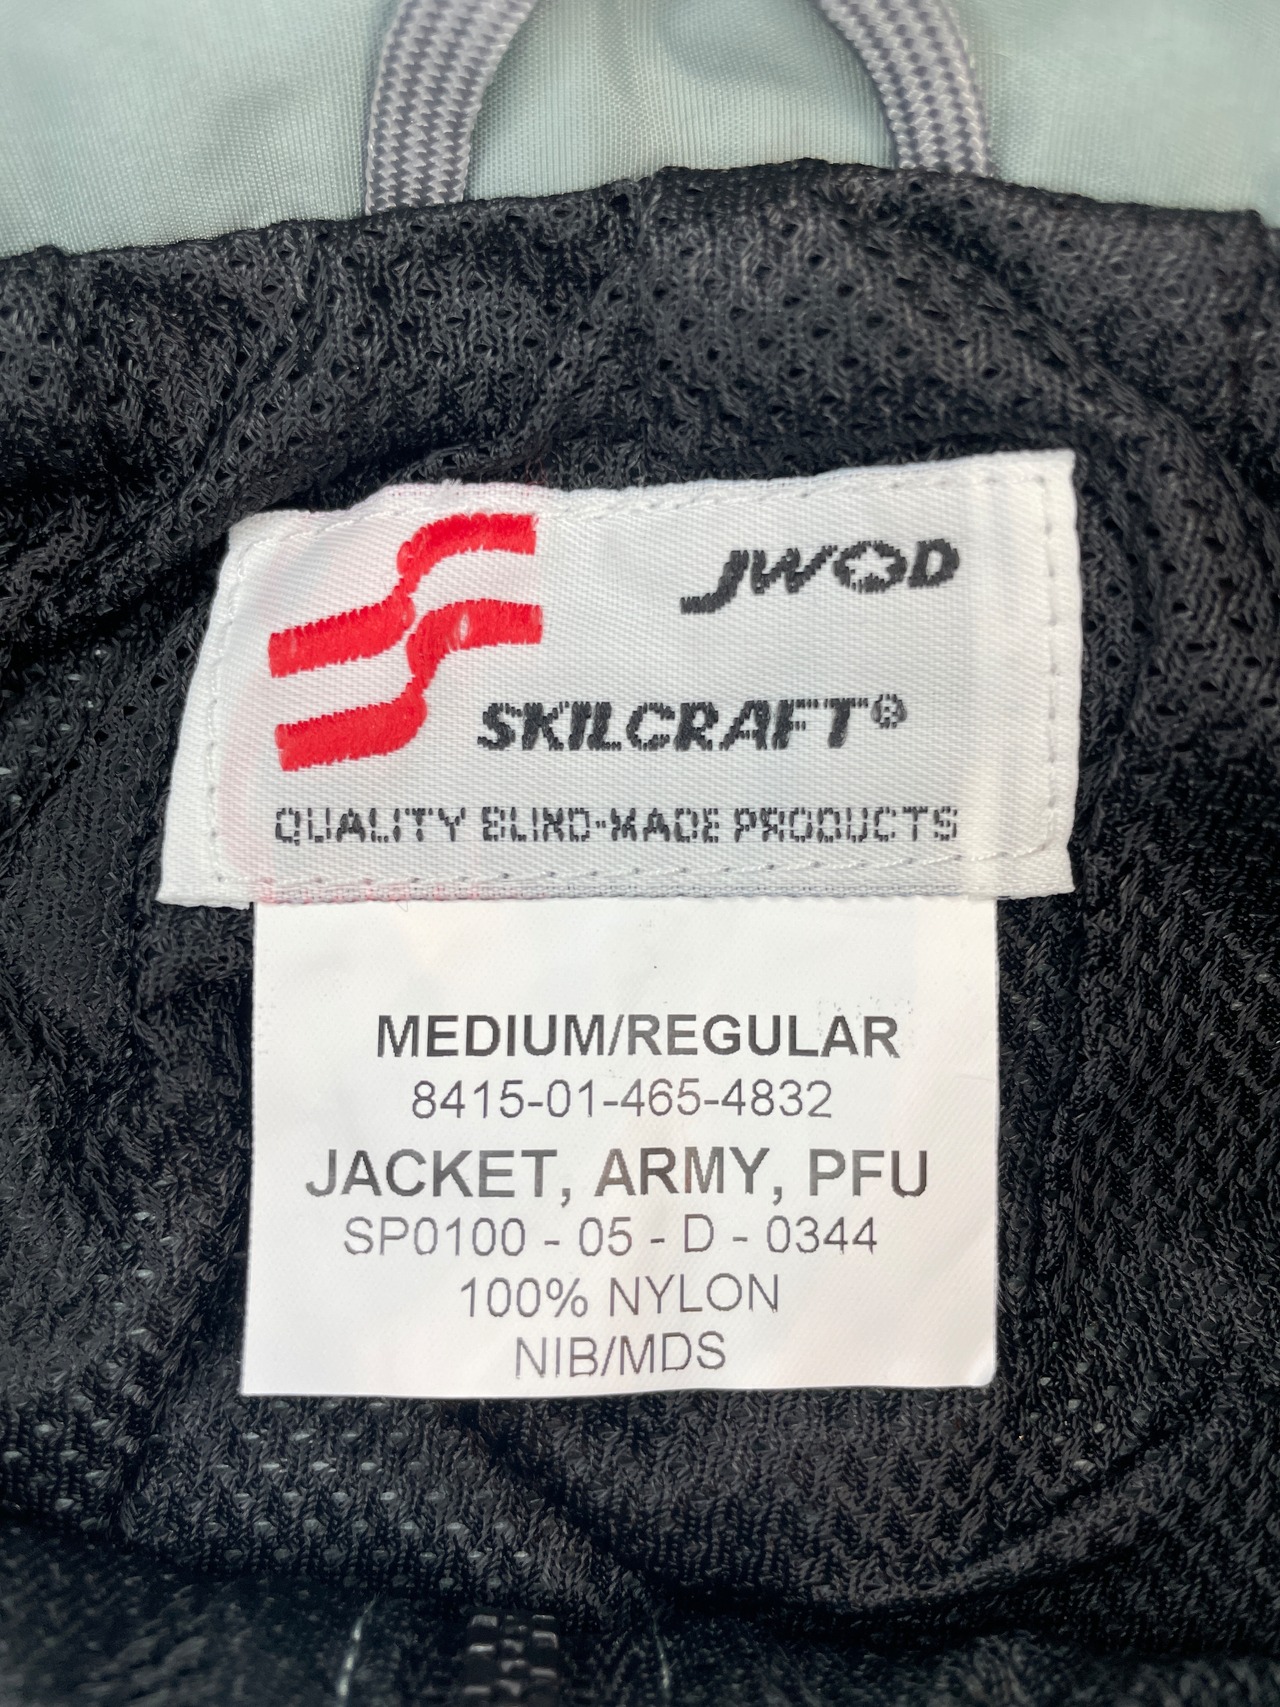 JWOD
SKILCRAFT®
QUALITY BLIND-MADE PRODUCTS
MEDIUM/REGULAR
8415-01-465-4832
JACKET, ARMY, PFU
SP0100 - 05 - D - 0344
100% NYLON
NIB/MDS